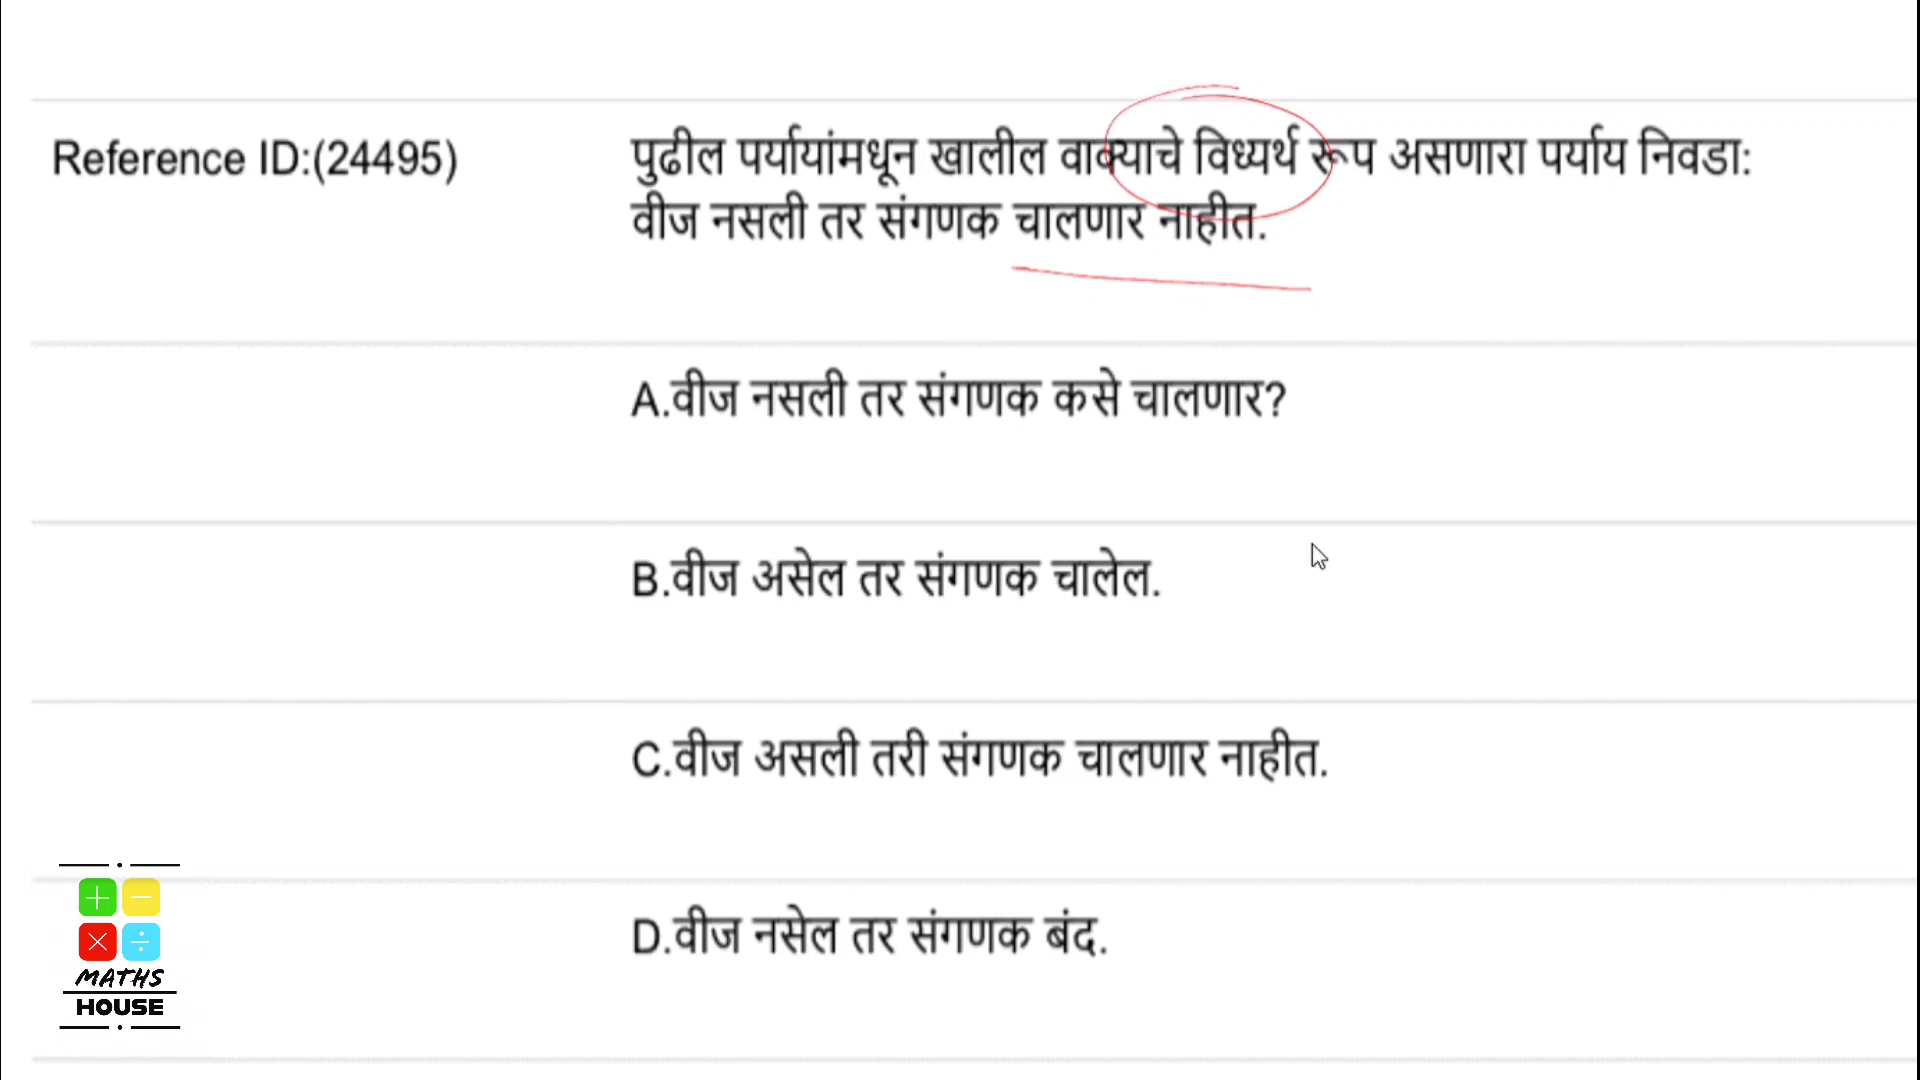 Reference ID:(24495)
पुढील पर्यायांमधून खालील वाक्याचे विध्यर्थ रूप असणारा पर्याय निवडा:
वीज नसली तर संगणक चालणार नाहीत.
A.वीज नसली तर संगणक कसे चालणार?
B.वीज असेल तर संगणक चालेल.
C.वीज असली तरी संगणक चालणार नाहीत.
D.वीज नसेल तर संगणक बंद.
MATHS
HOUSE